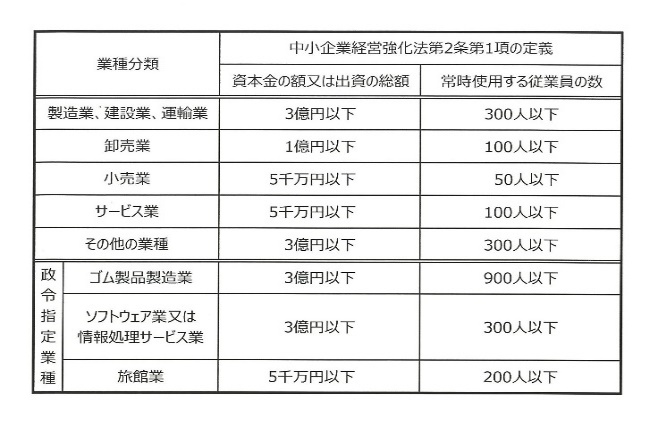 業種分類
中小企業経営強化法第2条第1項の定義
資本金の額又は出資の総額 常時使用する従業員の数
製造業、建設業、運輸業 3億円以下 300人以下
卸売業 1億円以下 100人以下
小売業 5千万円以下 50人以下
サービス業 5千万円以下 100人以下
その他の業種 3億円以下 300人以下
政令指定業種
ゴム製品製造業 3億円以下 900人以下
ソフトウェア業又は
情報処理サービス業 3億円以下 300人以下
旅館業 5千万円以下 200人以下